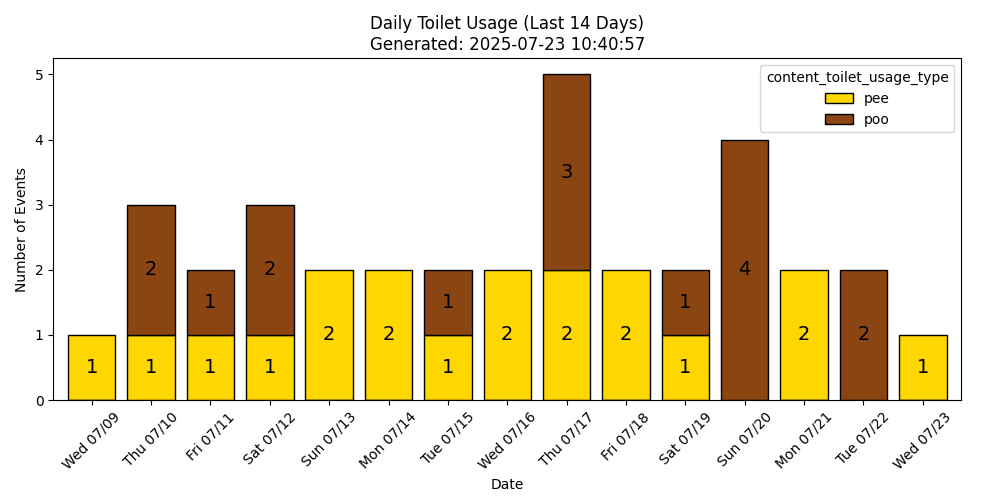 Daily Toilet Usage (Last 14 Days)
Generated: 2025-07-23 10:40:57
content_toilet_usage_type
pee
poo
Number of Events
5
4
3
2
1
0
1
2
1
1
1
2
1
2
2
1
1
2
3
2
2
1
1
4
2
2
1
Wed 07/09
Thu 07/10
Fri 07/11
Sat 07/12
Sun 07/13
Mon 07/14
Tue 07/15
Wed 07/16
Thu 07/17
Fri 07/18
Sat 07/19
Sun 07/20
Mon 07/21
Tue 07/22
Wed 07/23
Date